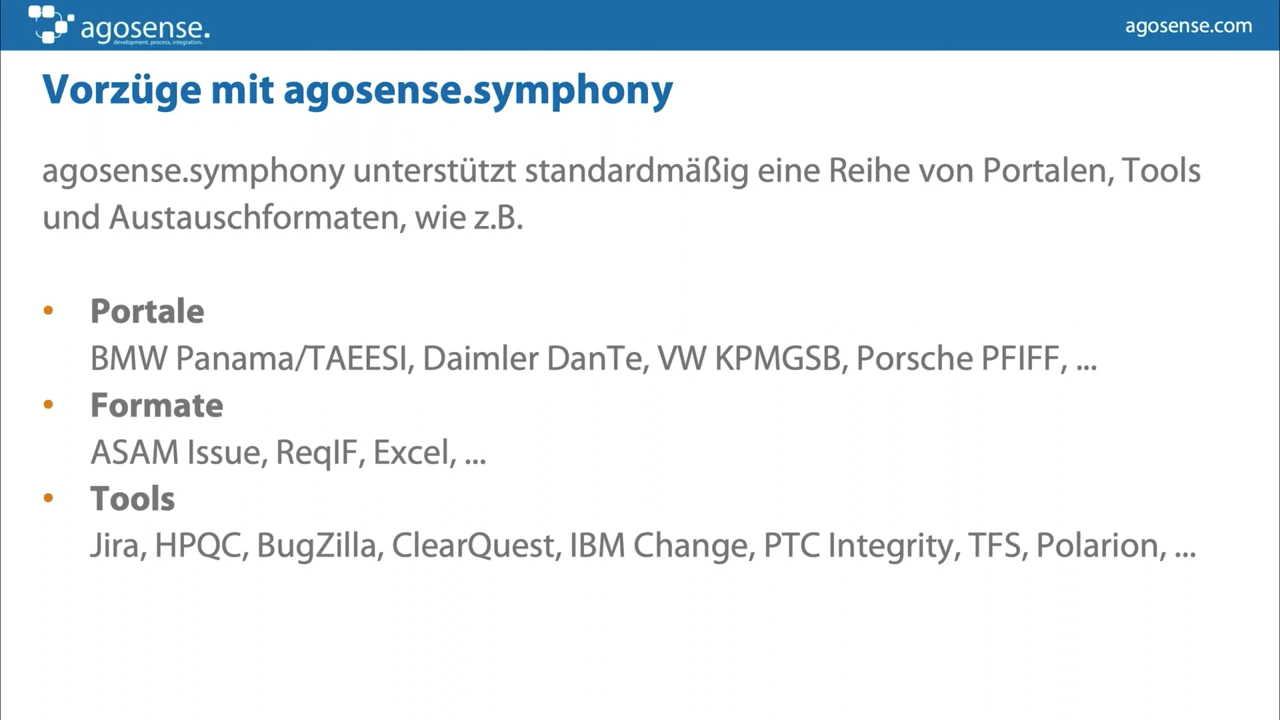 agosense.
development. process. integration.
agosense.com
Vorzüge mit agosense.symphony
agosense.symphony unterstützt standardmäßig eine Reihe von Portalen, Tools
und Austauschformaten, wie z.B.
• Portale
BMW Panama/TAEESI, Daimler DanTe, VW KPMGSB, Porsche PFIFF, ...
• Formate
ASAM Issue, ReqIF, Excel, ...
• Tools
Jira, HPQC, BugZilla, ClearQuest, IBM Change, PTC Integrity, TFS, Polarion, ...